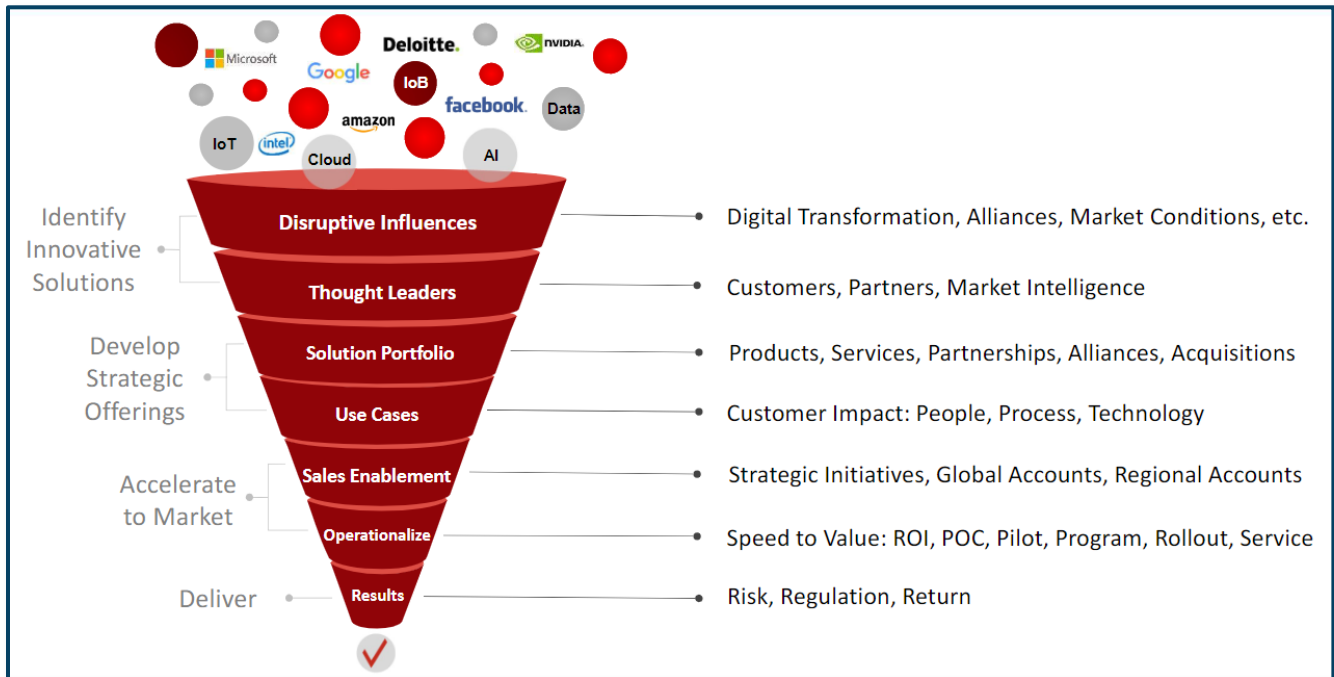 Deloitte.
NVIDIA.
Microsoft
Google
IoB
facebook.
Data
amazon
IoT
intel
Cloud
AI
Identify
Innovative
Solutions
Disruptive Influences
Digital Transformation, Alliances, Market Conditions, etc.
Thought Leaders
Customers, Partners, Market Intelligence
Develop
Strategic
Offerings
Solution Portfolio
Products, Services, Partnerships, Alliances, Acquisitions
Use Cases
Customer Impact: People, Process, Technology
Accelerate
to Market
Sales Enablement
Strategic Initiatives, Global Accounts, Regional Accounts
Operationalize
Speed to Value: ROI, POC, Pilot, Program, Rollout, Service
Deliver
Results
Risk, Regulation, Return